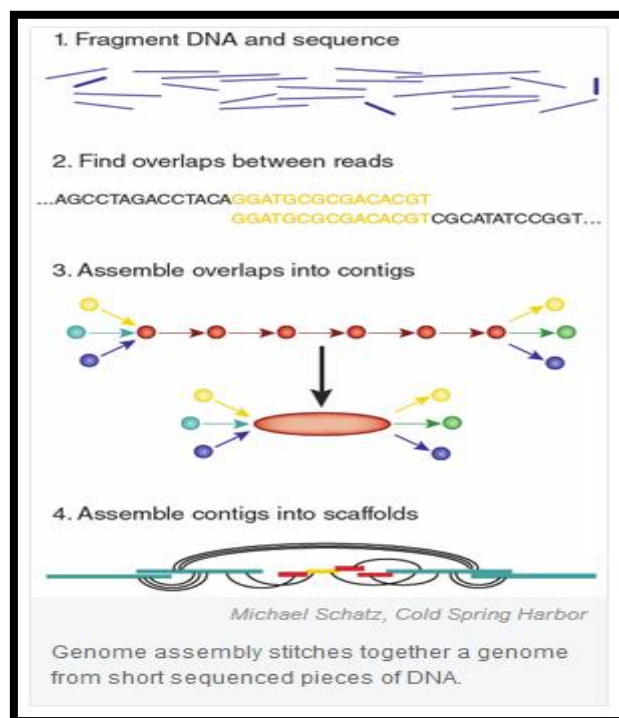 1. Fragment DNA and sequence
2. Find overlaps between reads
...AGCCTAGACCTACAGGATGCGCGACACGT
GGATGCGCGACACGTCGCATATCCGGT...
3. Assemble overlaps into contigs
4. Assemble contigs into scaffolds
Michael Schatz, Cold Spring Harbor
Genome assembly stitches together a genome
from short sequenced pieces of DNA.